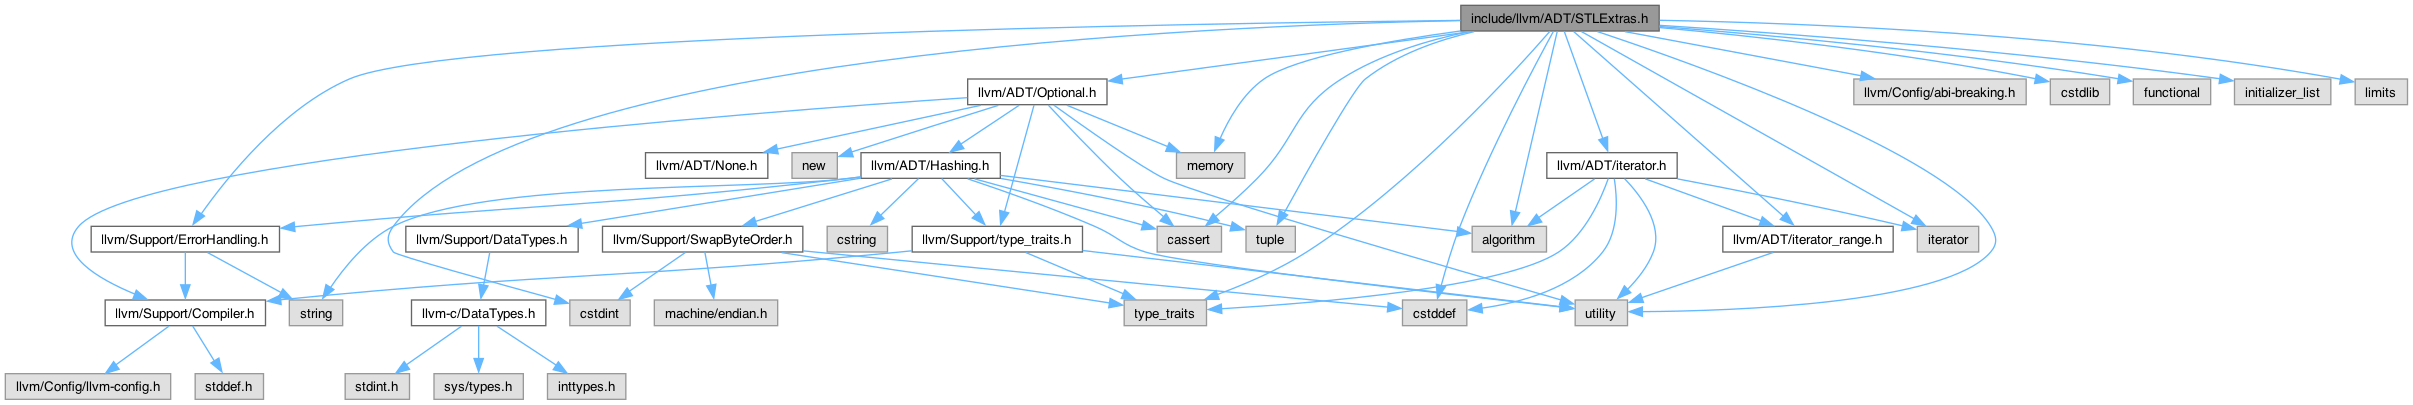 include/llvm/ADT/STLExtras.h
llvm/ADT/Optional.h
llvm/Config/abi-breaking.h
cstdlib
functional
initializer_list
limits
llvm/ADT/None.h
new
llvm/ADT/Hashing.h
memory
llvm/ADT/iterator.h
llvm/Support/ErrorHandling.h
llvm/Support/DataTypes.h
llvm/Support/SwapByteOrder.h
cstring
llvm/Support/type_traits.h
cassert
tuple
algorithm
llvm/ADT/iterator_range.h
iterator
llvm/Support/Compiler.h
string
llvm-c/DataTypes.h
cstdint
machine/endian.h
type_traits
cstddef
utility
llvm/Config/llvm-config.h
stddef.h
stdint.h
sys/types.h
inttypes.h